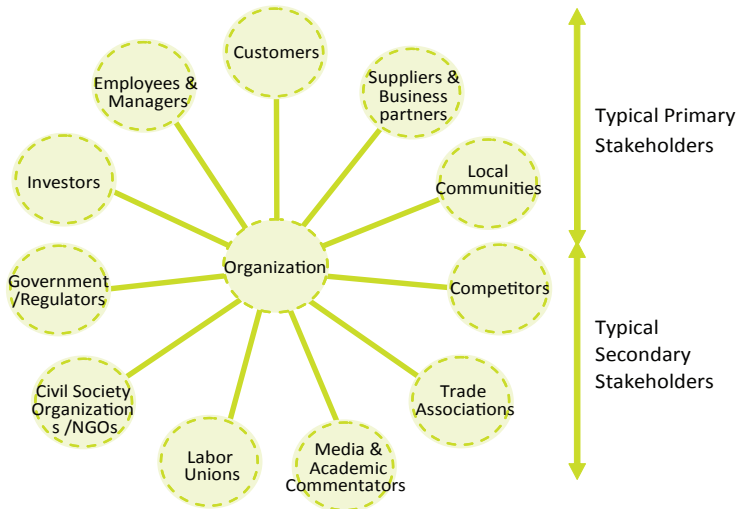 Customers
Employees &
Managers
Suppliers &
Business
partners
Typical Primary
Stakeholders
Investors
Local
Communities
Organization
Government
/Regulators
Competitors
Typical
Secondary
Stakeholders
Civil Society
Organization
s /NGOs
Trade
Associations
Labor
Unions
Media &
Academic
Commentators